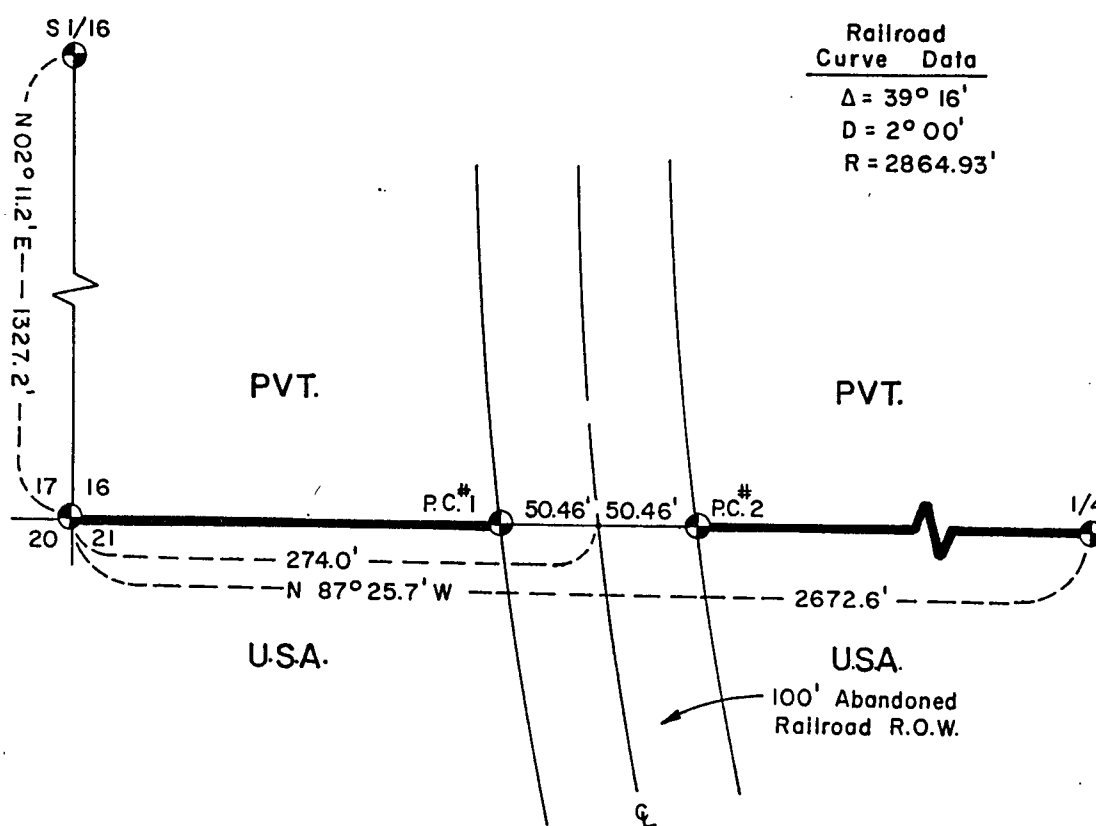 S 1/16
Railroad
Curve Data
Δ = 39° 16'
D = 2° 00'
R = 2864.93'
N 02° 11.2' E
1327.2'
PVT.
PVT.
17 16
20 21
P.C.#1
50.46' 50.46'
P.C.#2
1/4
274.0'
N 87° 25.7' W
2672.6'
U.S.A.
U.S.A.
100' Abandoned
Railroad R.O.W.
℄